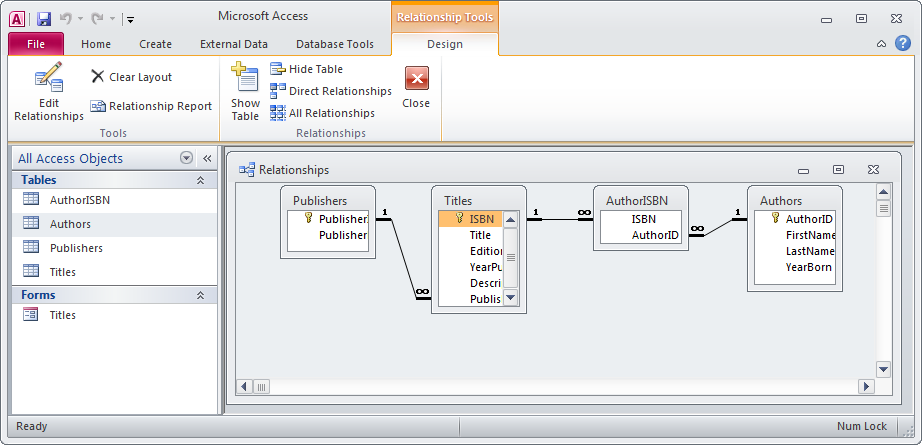 Microsoft Access
Relationship Tools
File
Home
Create
External Data
Database Tools
Design
Edit
Relationships
Clear Layout
Relationship Report
Tools
Show
Table
Hide Table
Direct Relationships
All Relationships
Relationships
Close
All Access Objects
Tables
AuthorISBN
Authors
Publishers
Titles
Forms
Titles
Relationships
Publishers
Publisher
Publisher
1
∞
Titles
ISBN
Title
Edition
YearPu
Descri
Publis
1
∞
AuthorISBN
ISBN
AuthorID
∞
1
Authors
AuthorID
FirstName
LastName
YearBorn
Ready
Num Lock